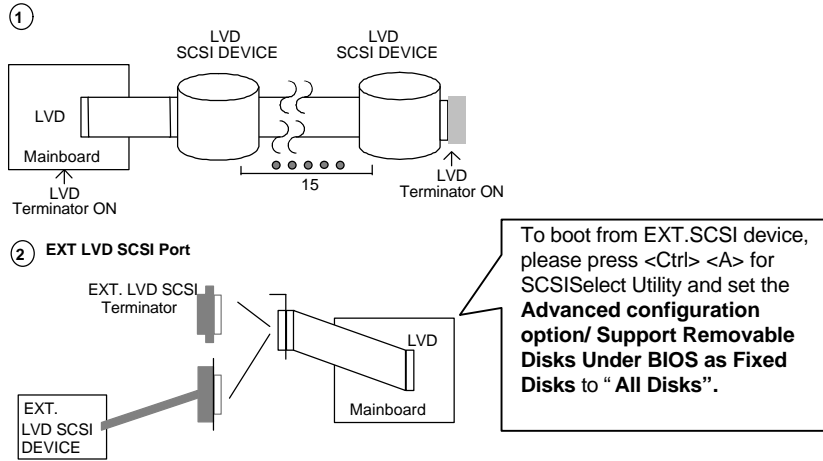 1
LVD
SCSI DEVICE
LVD
SCSI DEVICE
LVD
Mainboard
LVD
Terminator ON
15
LVD
Terminator ON
2 EXT LVD SCSI Port
EXT. LVD SCSI
Terminator
LVD
Mainboard
EXT.
LVD SCSI
DEVICE
To boot from EXT.SCSI device,
please press <Ctrl> <A> for
SCSISelect Utility and set the
Advanced configuration
option/ Support Removable
Disks Under BIOS as Fixed
Disks to “ All Disks”.